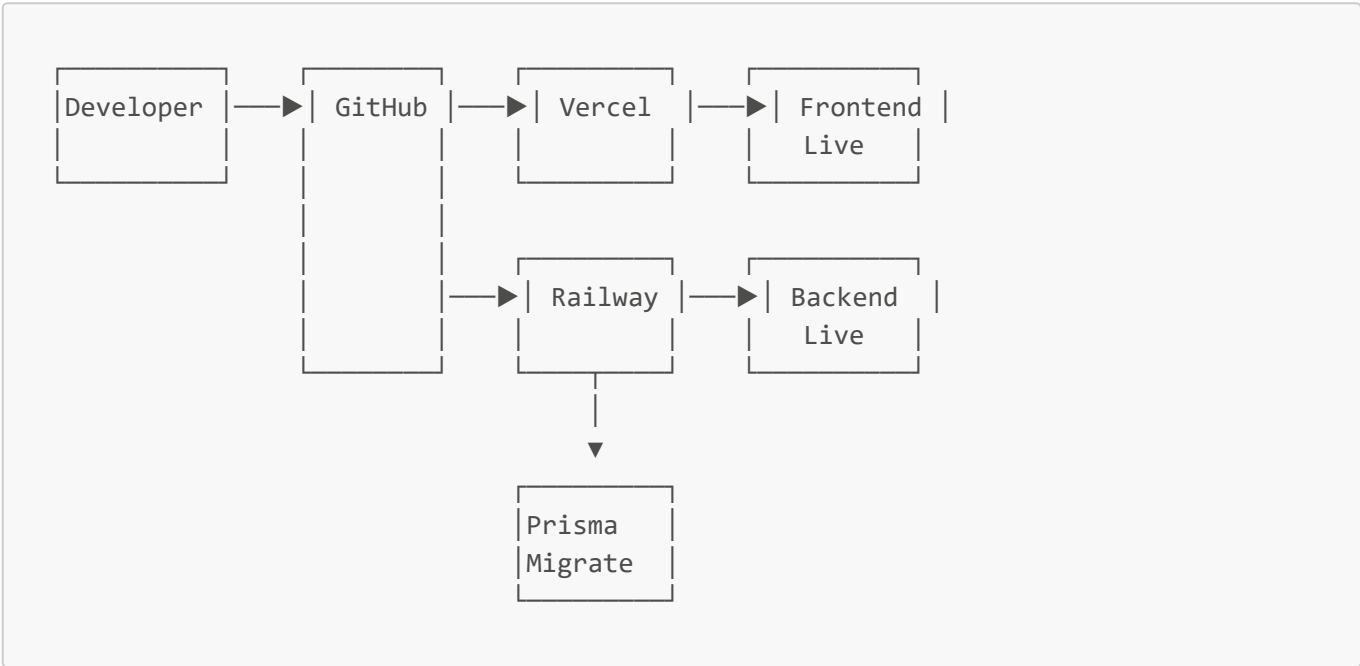 Developer GitHub Vercel Frontend
Live
Railway Backend
Live
Prisma
Migrate